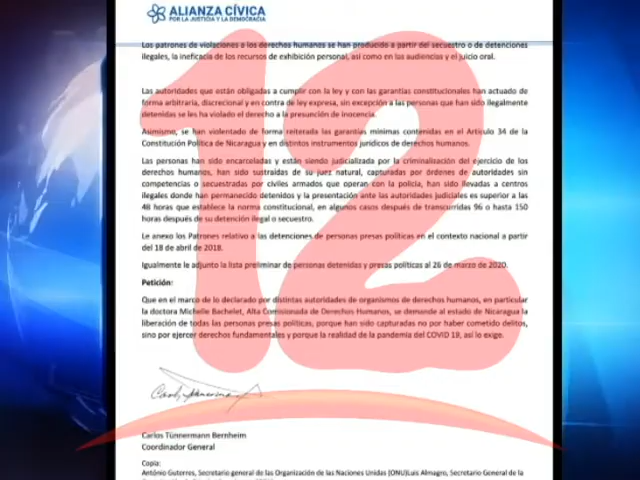 ALIANZA CÍVICA
POR LA JUSTICIA Y LA DEMOCRACIA
Los patrones de violaciones a los derechos humanos se han producido a partir del secuestro o de detenciones
ilegales, la ineficacia de los recursos de exhibición personal, así como en las audiencias y el juicio oral.
Las autoridades que están obligadas a cumplir con la ley y con las garantías constitucionales han actuado de
forma arbitraria, discrecional y en contra de ley expresa, sin excepción a las personas que han sido ilegalmente
detenidas se les ha violado el derecho a la presunción de inocencia.
Asimismo, se han violentado de forma reiterada las garantías mínimas contenidas en el Artículo 34 de la
Constitución Política de Nicaragua y en distintos instrumentos jurídicos de derechos humanos.
Las personas han sido encarceladas y están siendo judicializada por la criminalización del ejercicio de los
derechos humanos, han sido sustraídas de su juez natural, capturadas por órdenes de autoridades sin
competencias o secuestradas por civiles armados que operan con la policía, han sido llevadas a centros
ilegales donde han permanecido detenidos y la presentación ante las autoridades judiciales es superior a las
48 horas que establece la norma constitucional, en algunos casos después de transcurridas 96 o hasta 150
horas después de su detención ilegal o secuestro.
Le anexo los Patrones relativo a las detenciones de personas presas políticas en el contexto nacional a partir
del 18 de abril de 2018.
Igualmente le adjunto la lista preliminar de personas detenidas y presas políticas al 26 de marzo de 2020.
Petición:
Que en el marco de lo declarado por distintas autoridades de organismos de derechos humanos, en particular
la doctora Michelle Bachelet, Alta Comisionada de Derechos Humanos, se demande al estado de Nicaragua la
liberación de todas las personas presas políticas, porque han sido capturadas no por haber cometido delitos,
sino por ejercer derechos fundamentales y porque la realidad de la pandemia del COVID 19, así lo exige.
12
Carlos Tünnermann Bernheim
Coordinador General
Copia:
António Guterres, Secretario general de las Organización de las Naciones Unidas (ONU)Luis Almagro, Secretario General de la